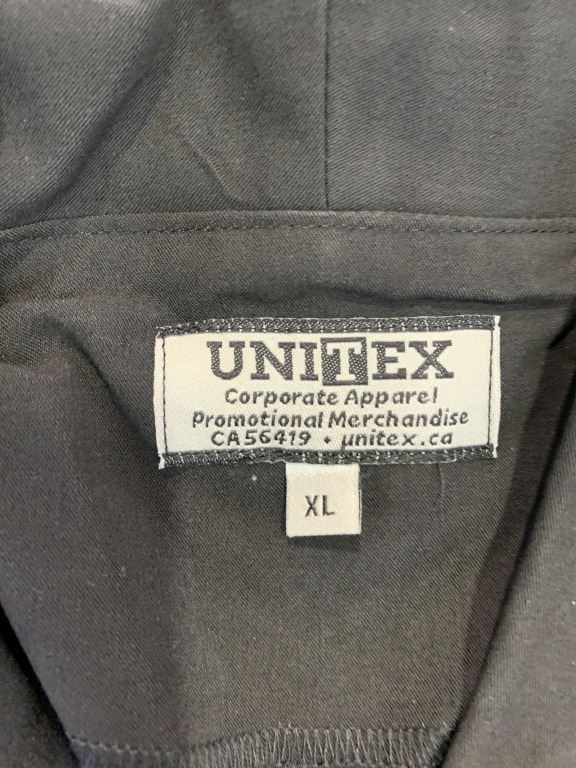 UNITEX
Corporate Apparel
Promotional Merchandise
CA56419 • unitex.ca
XL